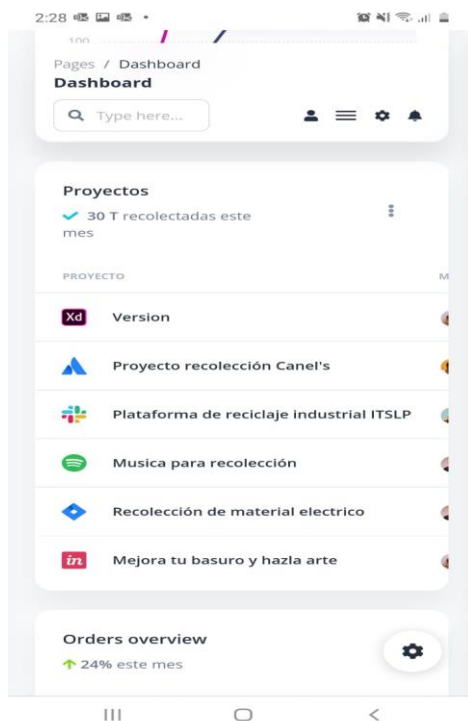 2:28
100
Pages / Dashboard
Dashboard
Type here...
Proyectos
30 T recolectadas este
mes
PROYECTO
M
Xd
Version
Proyecto recolección Canel's
Plataforma de reciclaje industrial ITSLP
Musica para recolección
Recolección de material electrico
in
Mejora tu basuro y hazla arte
Orders overview
24% este mes